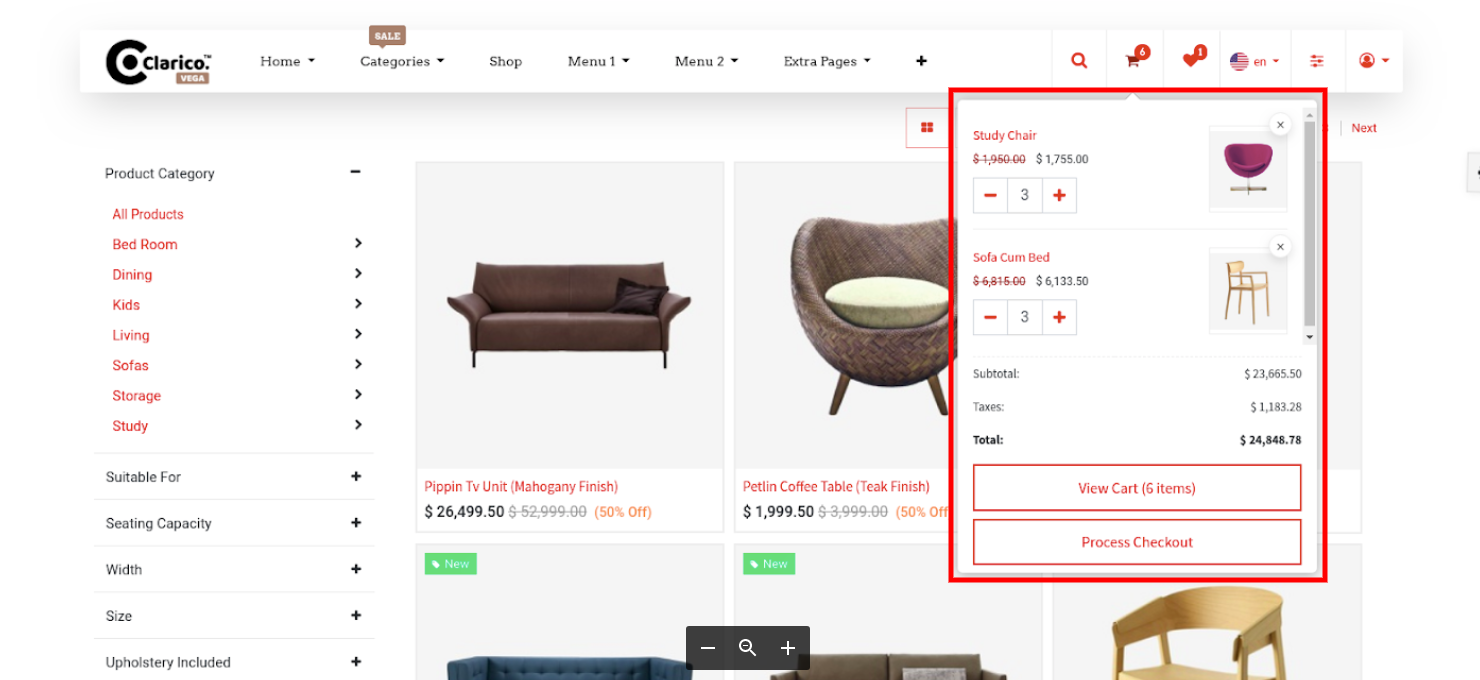 SALE
Clarico.™
VEGA
Home
Categories
Shop
Menu 1
Menu 2
Extra Pages
6
1
en
Next
Product Category
All Products
Bed Room
Dining
Kids
Living
Sofas
Storage
Study
Suitable For
Seating Capacity
Width
Size
Upholstery Included
Pippin Tv Unit (Mahogany Finish)
$ 26,499.50 $ 52,999.00 (50% Off)
Petlin Coffee Table (Teak Finish)
$ 1,999.50 $ 3,999.00 (50% Off
New
New
Study Chair
$ 1,950.00 $ 1,755.00
3
Sofa Cum Bed
$ 6,815.00 $ 6,133.50
3
Subtotal: $ 23,665.50
Taxes: $ 1,183.28
Total: $ 24,848.78
View Cart (6 items)
Process Checkout